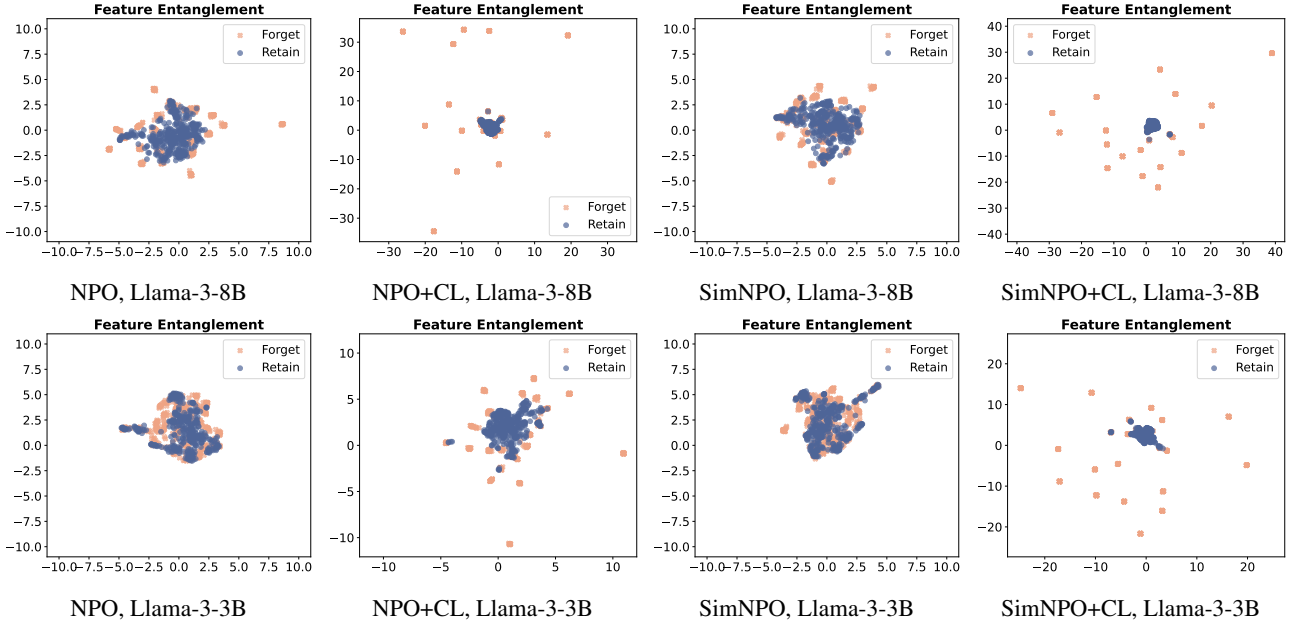 Feature Entanglement
10.0
7.5
5.0
2.5
0.0
−2.5
−5.0
−7.5
−10.0
−10.0 −7.5 −5.0 −2.5 0.0 2.5 5.0 7.5 10.0
Forget
Retain
NPO, Llama-3-8B
Feature Entanglement
30
20
10
0
−10
−20
−30
−30 −20 −10 0 10 20 30
Forget
Retain
NPO+CL, Llama-3-8B
Feature Entanglement
10.0
7.5
5.0
2.5
0.0
−2.5
−5.0
−7.5
−10.0
−10.0 −7.5 −5.0 −2.5 0.0 2.5 5.0 7.5 10.0
Forget
Retain
SimNPO, Llama-3-8B
Feature Entanglement
40
30
20
10
0
−10
−20
−30
−40
−40 −30 −20 −10 0 10 20 30 40
Forget
Retain
SimNPO+CL, Llama-3-8B
Feature Entanglement
10.0
7.5
5.0
2.5
0.0
−2.5
−5.0
−7.5
−10.0
−10.0 −7.5 −5.0 −2.5 0.0 2.5 5.0 7.5 10.0
Forget
Retain
NPO, Llama-3-3B
Feature Entanglement
10
5
0
−5
−10
−10 −5 0 5 10
Forget
Retain
NPO+CL, Llama-3-3B
Feature Entanglement
10.0
7.5
5.0
2.5
0.0
−2.5
−5.0
−7.5
−10.0
−10.0 −7.5 −5.0 −2.5 0.0 2.5 5.0 7.5 10.0
Forget
Retain
SimNPO, Llama-3-3B
Feature Entanglement
20
10
0
−10
−20
−20 −10 0 10 20
Forget
Retain
SimNPO+CL, Llama-3-3B